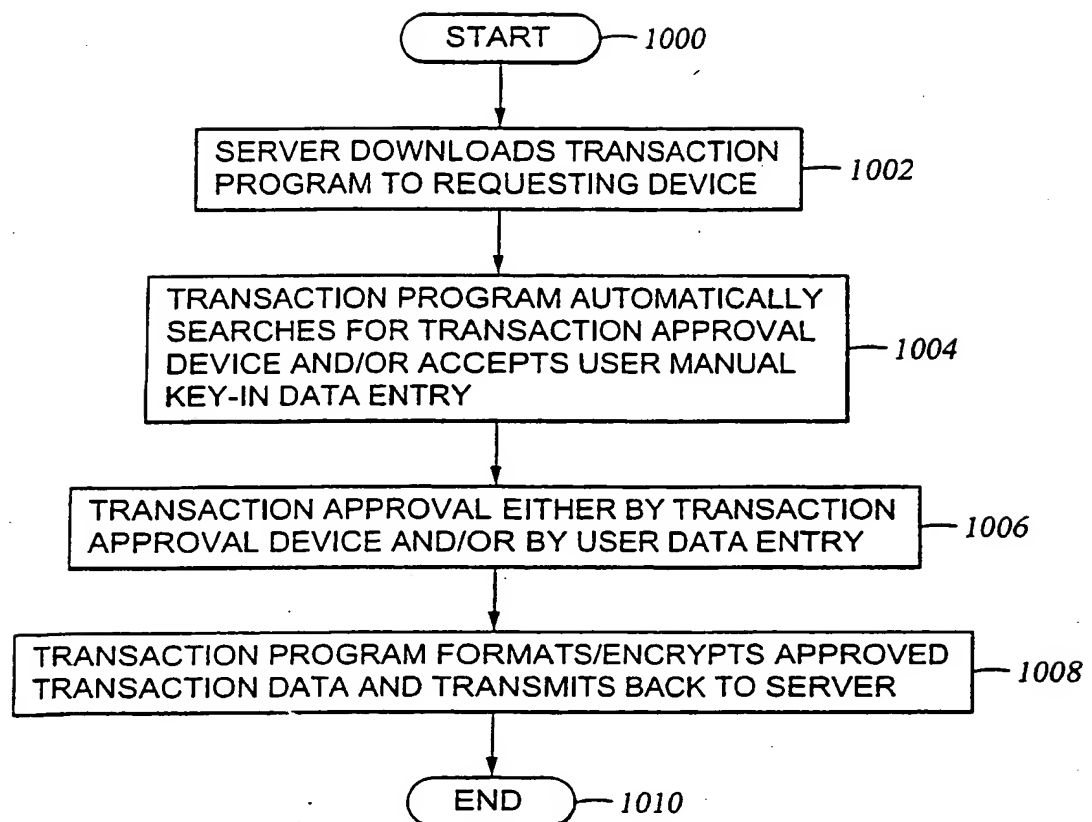 START 1000
SERVER DOWNLOADS TRANSACTION
PROGRAM TO REQUESTING DEVICE
1002
TRANSACTION PROGRAM AUTOMATICALLY
SEARCHES FOR TRANSACTION APPROVAL
DEVICE AND/OR ACCEPTS USER MANUAL
KEY-IN DATA ENTRY
1004
TRANSACTION APPROVAL EITHER BY TRANSACTION
APPROVAL DEVICE AND/OR BY USER DATA ENTRY
1006
TRANSACTION PROGRAM FORMATS/ENCRYPTS APPROVED
TRANSACTION DATA AND TRANSMITS BACK TO SERVER
1008
END 1010